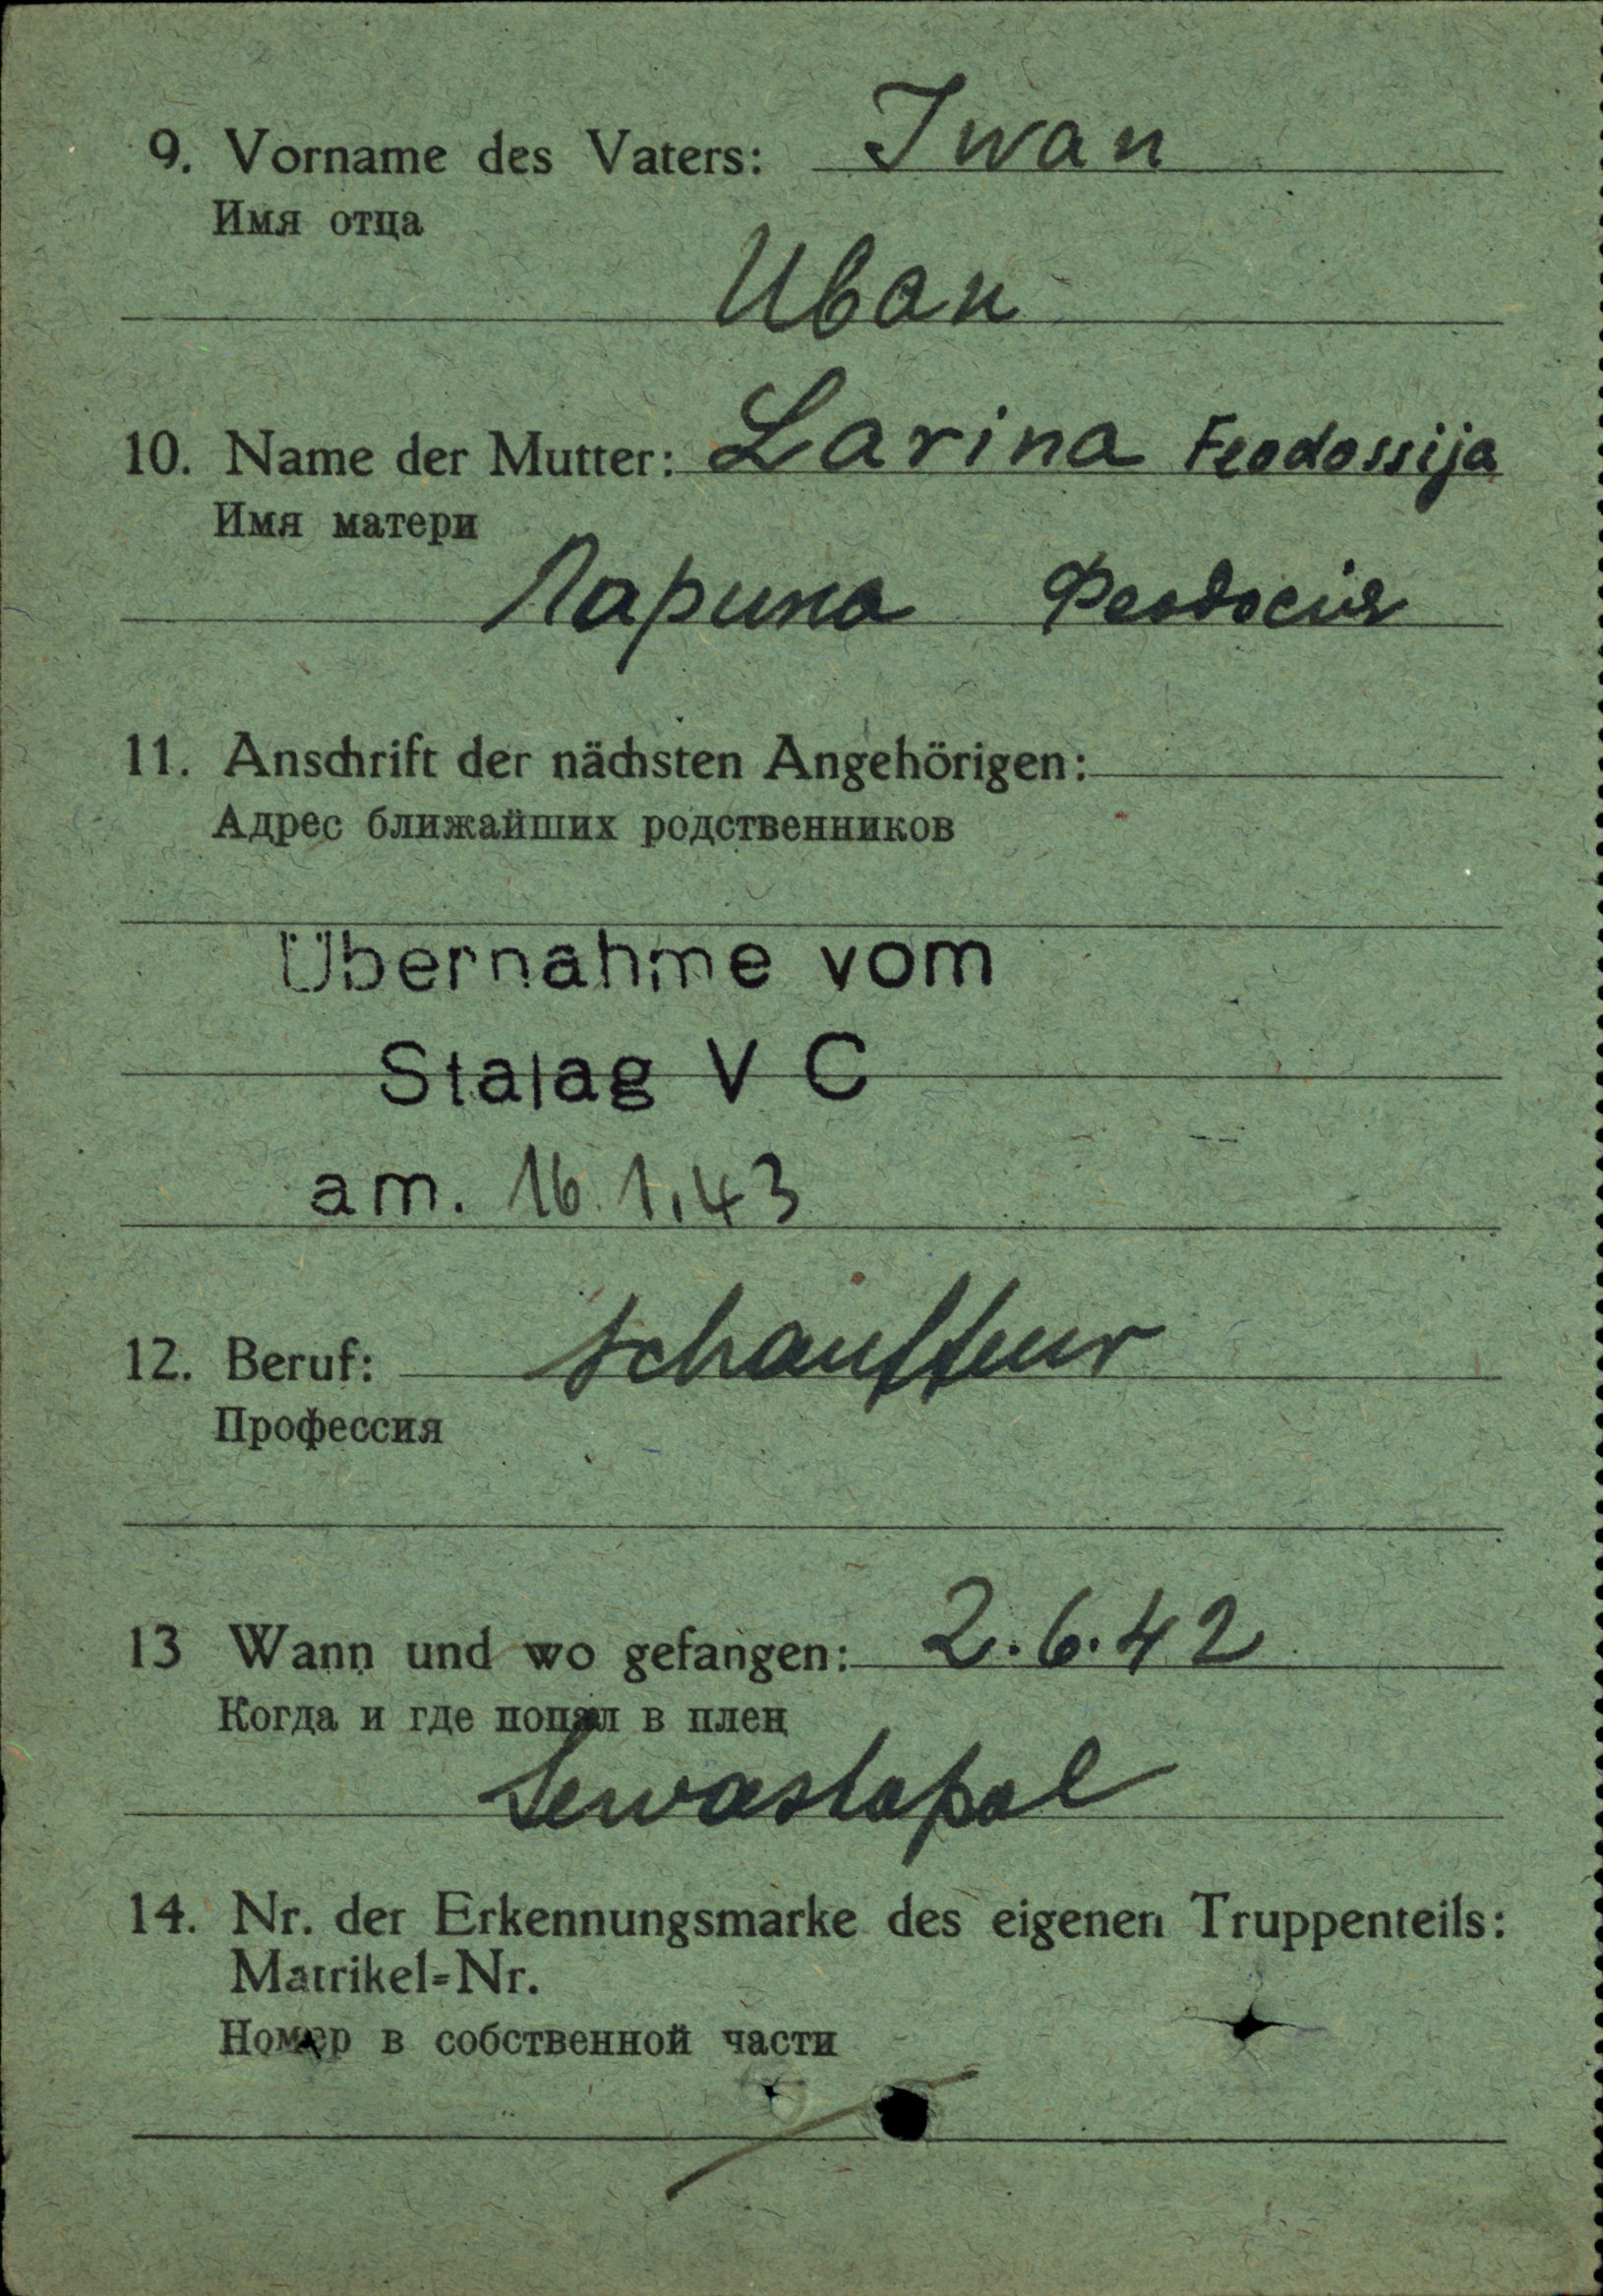 9. Vorname des Vaters: Iwan
Имя отца
Иван
10. Name der Mutter: Larina Feodossija
Имя матери
Ларина Феодосия
11. Anschrift der nächsten Angehörigen:
Адрес ближайших родственников
Übernahme vom
Stalag V C
am. 16.1.43
12. Beruf: Schauffeur
Профессия
13 Wann und wo gefangen: 2.6.42
Когда и где попал в плен
Sewastopol
14. Nr. der Erkennungsmarke des eigenen Truppenteils:
Matrikel=Nr.
Номер в собственной части